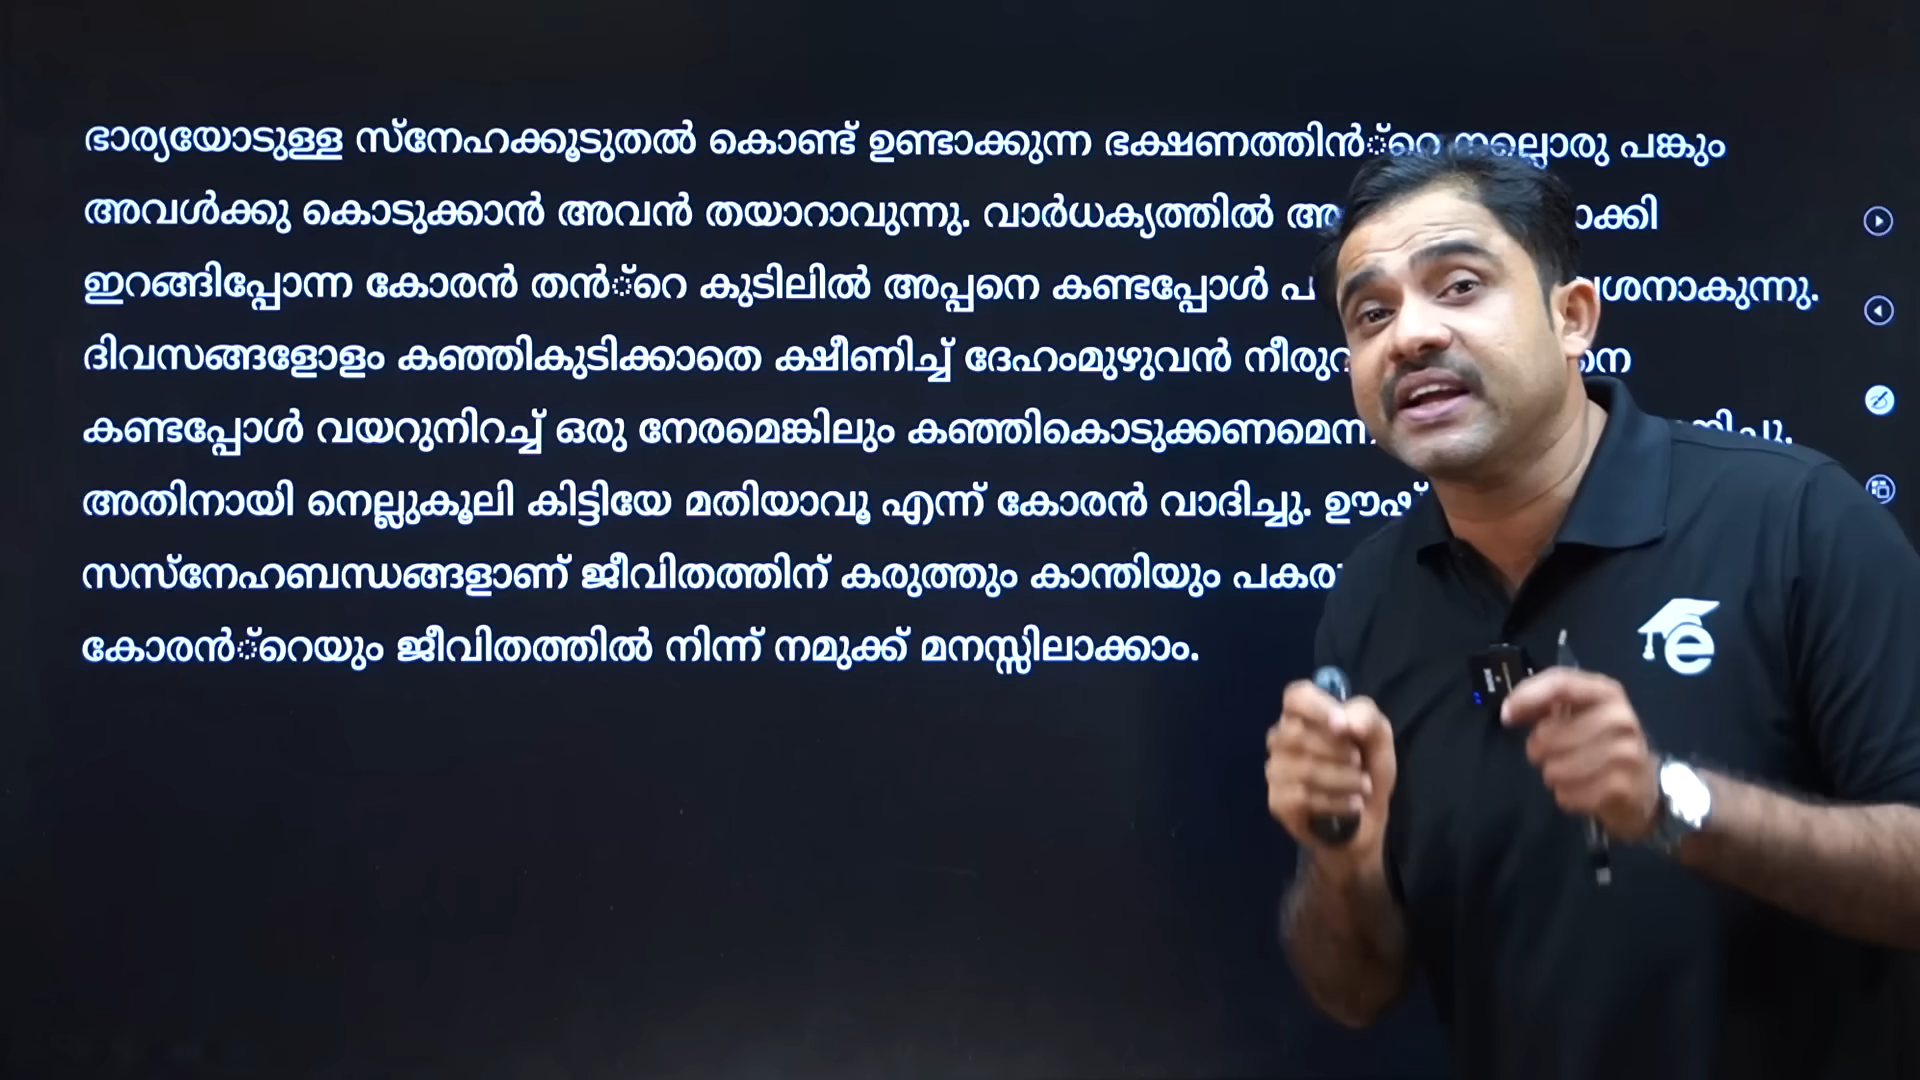 ഭാര്യയോടുള്ള സ്നേഹക്കൂടുതൽ കൊണ്ട് ഉണ്ടാക്കുന്ന ഭക്ഷണത്തിൻ്റെ നല്ലൊരു പങ്കും
അവൾക്കു കൊടുക്കാൻ അവൻ തയാറാവുന്നു. വാർധക്യത്തിൽ
ഇറങ്ങിപ്പോന്ന കോരൻ തൻ്റെ കുടിലിൽ അപ്പനെ കണ്ടപ്പോൾ
ദിവസങ്ങളോളം കഞ്ഞികുടിക്കാതെ ക്ഷീണിച്ച് ദേഹംമുഴുവൻ
കണ്ടപ്പോൾ വയറുനിറച്ച് ഒരു നേരമെങ്കിലും
അതിനായി നെല്ലുകൂലി കിട്ടിയേ മതിയാവൂ എന്ന് കോരൻ വാദിച്ചു.
സസ്നേഹബന്ധങ്ങളാണ് ജീവിതത്തിന് കരുത്തും കാന്തിയും
കോരൻ്റെയും ജീവിതത്തിൽ നിന്ന് നമുക്ക് മനസ്സിലാക്കാം.
e